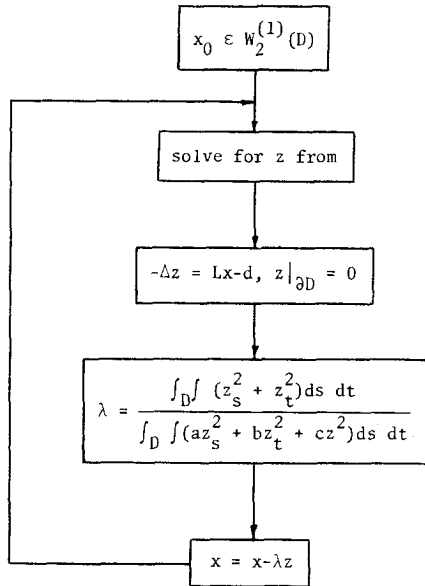 x_0 ε W_2^{(1)}(D)
solve for z from
-Δz = Lx-d, z|_{∂D} = 0
λ = \frac{∫_D∫ (z_s^2 + z_t^2)ds dt}{∫_D ∫(az_s^2 + bz_t^2 + cz^2)ds dt}
x = x-λz